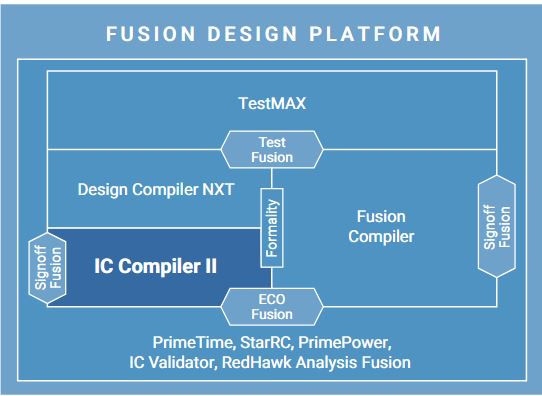 FUSION DESIGN PLATFORM
TestMAX
Test
Fusion
Design Compiler NXT
Formality
Fusion
Compiler
Signoff
Fusion
Signoff
Fusion
IC Compiler II
ECO
Fusion
PrimeTime, StarRC, PrimePower,
IC Validator, RedHawk Analysis Fusion